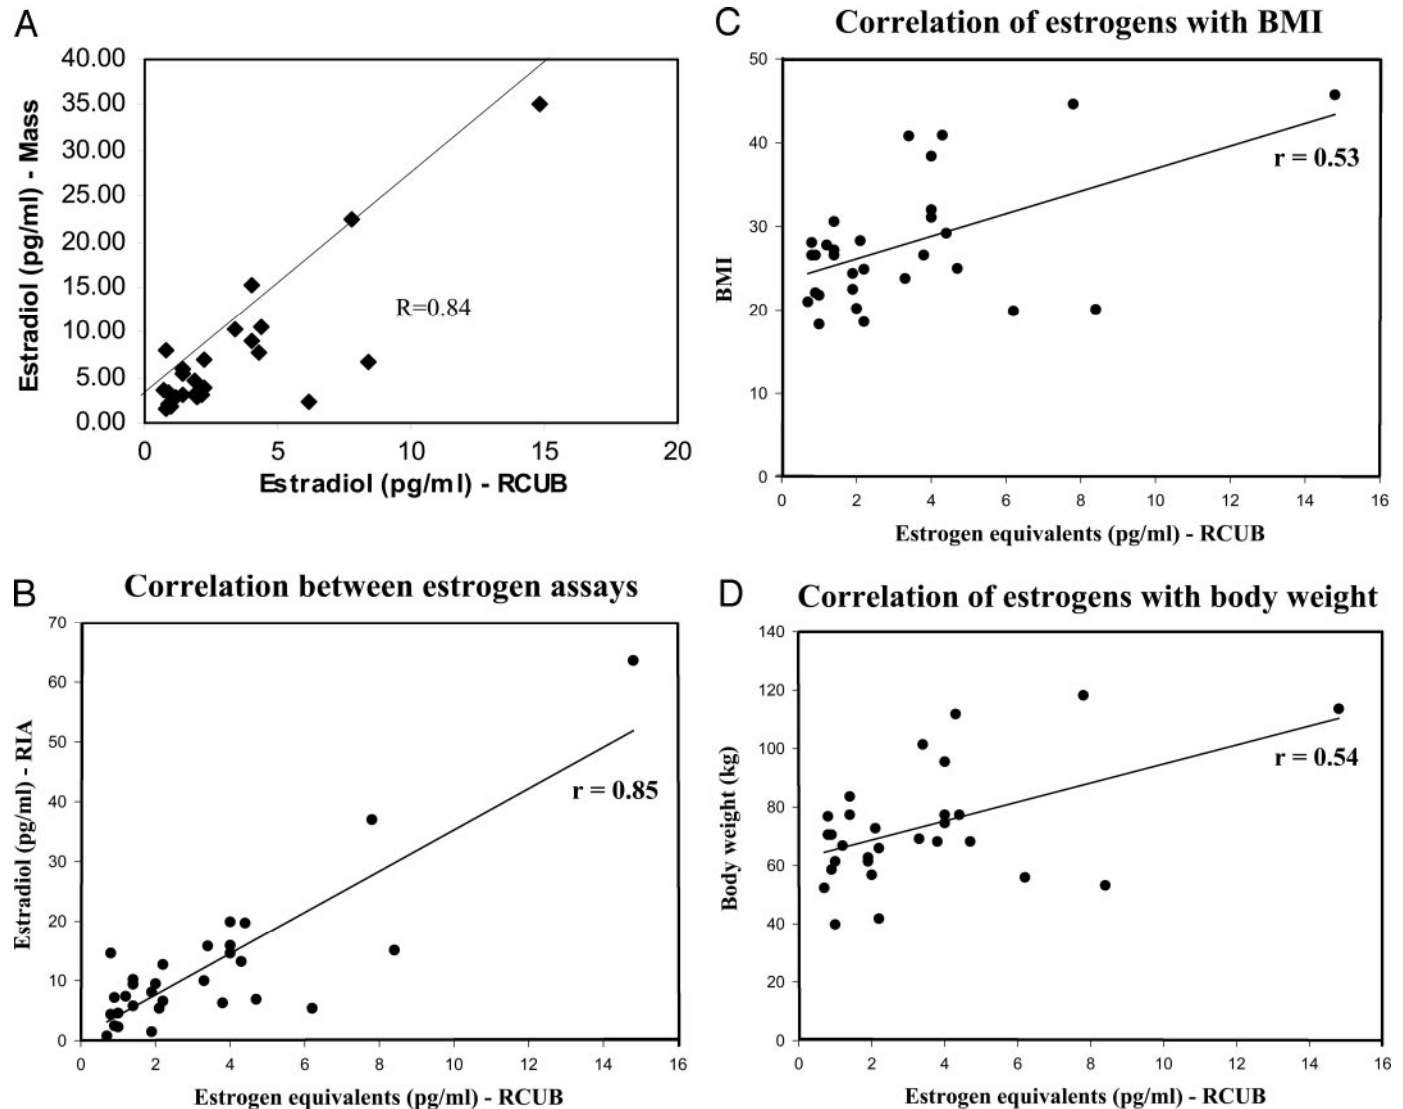 A
40.00
35.00
30.00
25.00
20.00
15.00
10.00
5.00
0.00
Estradiol (pg/ml) - Mass
R=0.84
0 5 10 15 20
Estradiol (pg/ml) - RCUB
B
Correlation between estrogen assays
70
60
50
40
30
20
10
0
Estradiol (pg/ml) - RIA
r = 0.85
0 2 4 6 8 10 12 14 16
Estrogen equivalents (pg/ml) - RCUB
C
Correlation of estrogens with BMI
50
40
30
20
10
0
BMI
r = 0.53
0 2 4 6 8 10 12 14 16
Estrogen equivalents (pg/ml) - RCUB
D
Correlation of estrogens with body weight
140
120
100
80
60
40
20
0
Body weight (kg)
r = 0.54
0 2 4 6 8 10 12 14 16
Estrogen equivalents (pg/ml) - RCUB